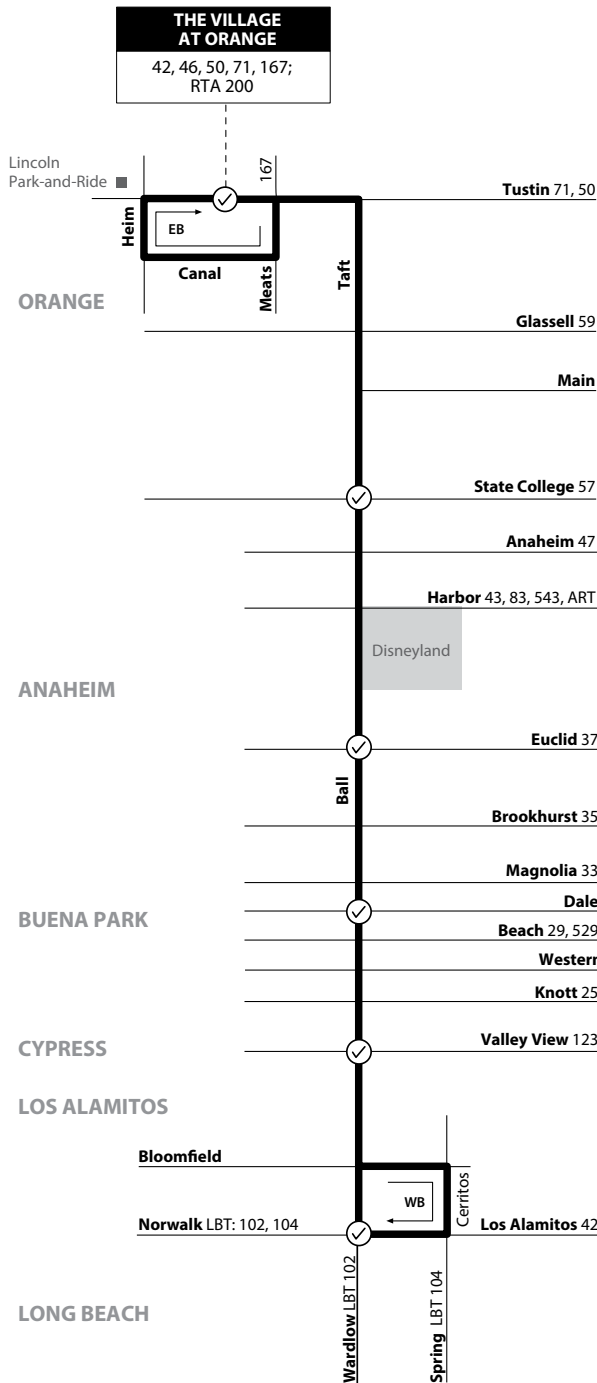 THE VILLAGE
AT ORANGE
42, 46, 50, 71, 167;
RTA 200
Lincoln
Park-and-Ride
167
Tustin 71, 50
Heim
EB
Canal
Meats
Taft
ORANGE
Glassell 59
Main
State College 57
Anaheim 47
Harbor 43, 83, 543, ART
Disneyland
ANAHEIM
Euclid 37
Ball
Brookhurst 35
Magnolia 33
Dale
BUENA PARK
Beach 29, 529
Western
Knott 25
Valley View 123
CYPRESS
LOS ALAMITOS
Bloomfield
WB
Cerritos
Norwalk LBT: 102, 104
Los Alamitos 42
Wardlow LBT 102
Spring LBT 104
LONG BEACH